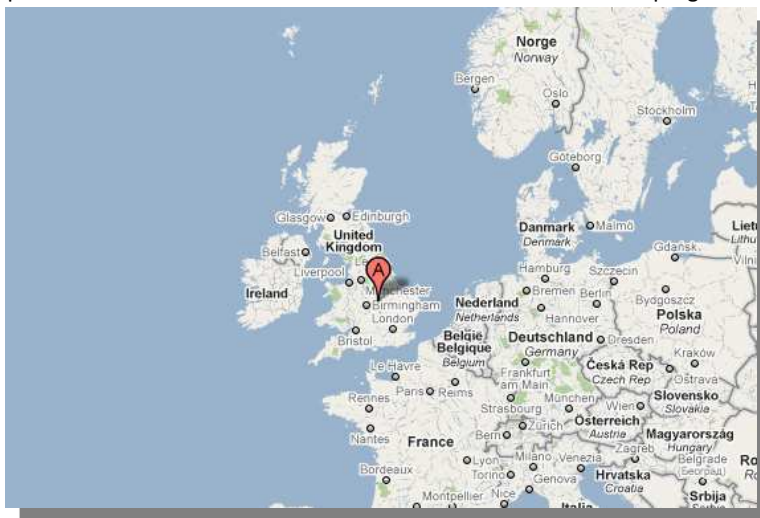 Norge
Norway
Bergen
Oslo
Stockholm
Göteborg
Glasgow
Edinburgh
United
Kingdom
Danmark
Denmark
Malmö
Belfast
Gdańsk
Liverpool
Manchester
Ireland
Birmingham
London
Bristol
Hamburg
Szczecin
Bremen
Berlin
Bydgoszcz
Nederland
Netherlands
Hannover
Polska
Poland
België
Belgique
Belgium
Deutschland
Germany
Dresden
Le Havre
Frankfurt
am Main
Česká Rep
Czech Rep
Kraków
Ostrava
Paris
Reims
Rennes
Strasbourg
München
Wien
Slovensko
Slovakia
Nantes
France
Bern
Zürich
Österreich
Austria
Magyarország
Hungary
Lyon
Milano
Venezia
Zagreb
Belgrade
(Београд)
Bordeaux
Torino
Genova
Hrvatska
Croatia
Montpellier
Nice
Srbija
A